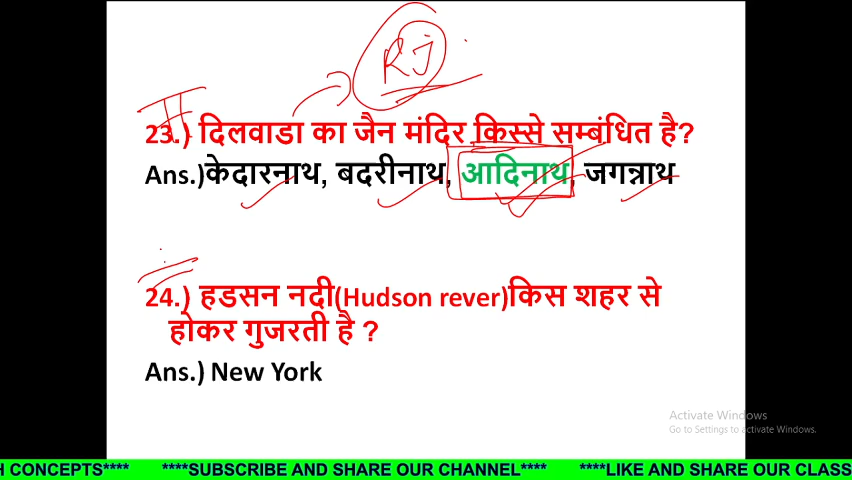 RJ
23.) दिलवाडा का जैन मंदिर किस्से सम्बंधित है?
Ans.)केदारनाथ, बदरीनाथ, आदिनाथ, जगन्नाथ
24.) हडसन नदी(Hudson rever)किस शहर से
होकर गुजरती है ?
Ans.) New York
Activate Windows
Go to Settings to activate Windows.
H CONCEPTS**** ****SUBSCRIBE AND SHARE OUR CHANNEL**** ****LIKE AND SHARE OUR CLASS